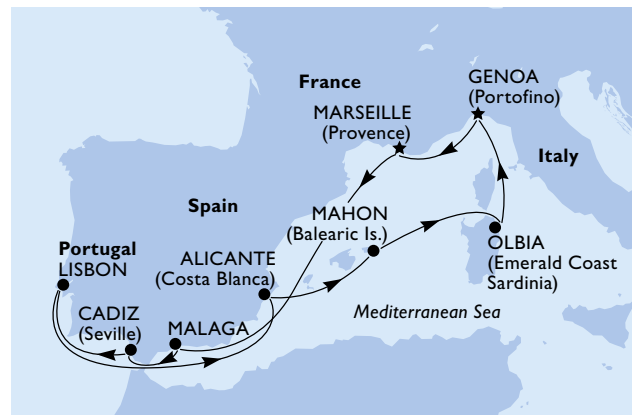 France
GENOA
(Portofino)
MARSEILLE
(Provence)
Italy
Spain
MAHON
(Balearic Is.)
Portugal
LISBON
ALICANTE
(Costa Blanca)
OLBIA
(Emerald Coast
Sardinia)
CADIZ
(Seville)
MALAGA
Mediterranean Sea